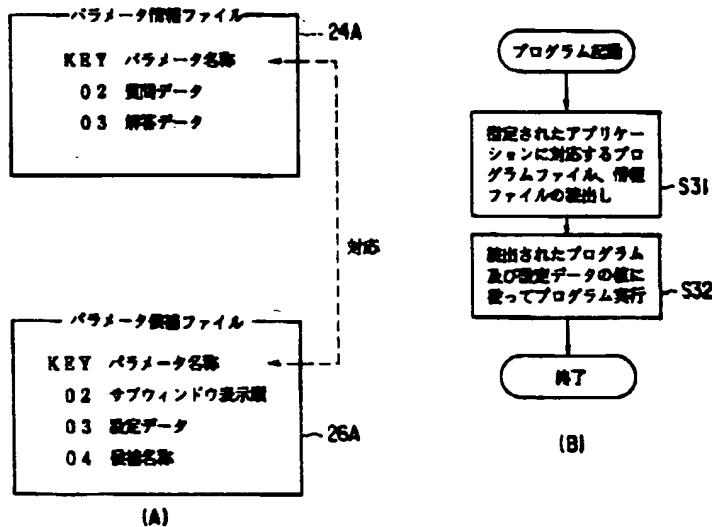 パラメータ情報ファイル
24A
KEY パラメータ名称
02 質問データ
03 解答データ
対応
パラメータ候補ファイル
KEY パラメータ名称
02 サブウィンドウ表示順
03 設定データ
04 候補名称
26A
(A)
プログラム起動
指定されたアプリケー
ションに対応するプロ
グラムファイル、情報
ファイルの読出し
S31
読出されたプログラム
及び設定データの値に
従ってプログラム実行
S32
終了
(B)